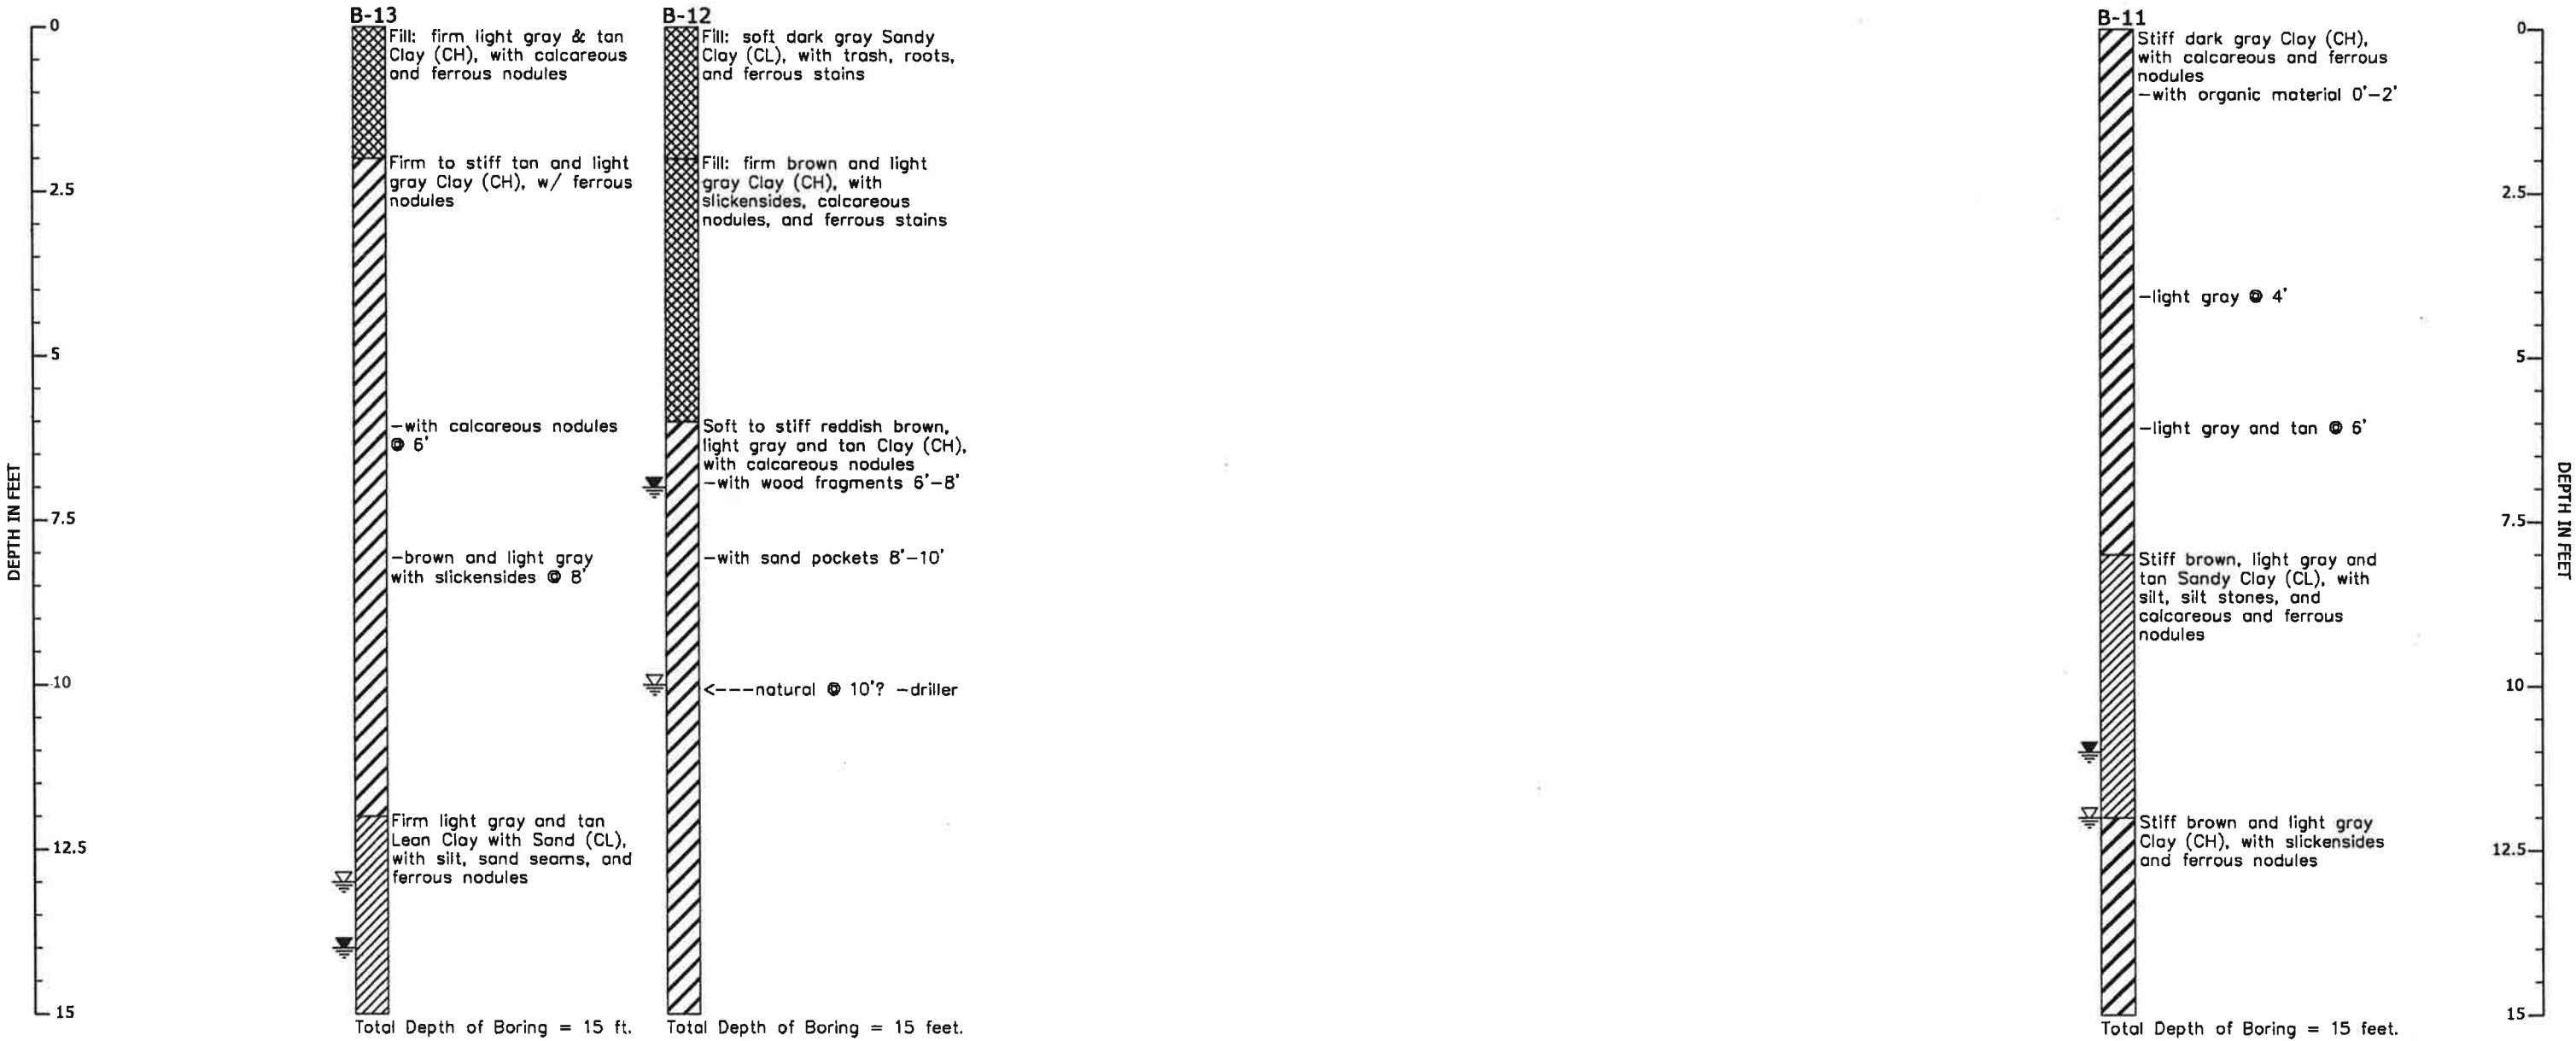 B-13
Fill: firm light gray & tan
Clay (CH), with calcareous
and ferrous nodules
Firm to stiff tan and light
gray Clay (CH), w/ ferrous
nodules
-with calcareous nodules
@ 6'
-brown and light gray
with slickensides @ 8'
Firm light gray and tan
Lean Clay with Sand (CL),
with silt, sand seams, and
ferrous nodules
Total Depth of Boring = 15 ft.
B-12
Fill: soft dark gray Sandy
Clay (CL), with trash, roots,
and ferrous stains
Fill: firm brown and light
gray Clay (CH), with
slickensides, calcareous
nodules, and ferrous stains
Soft to stiff reddish brown,
light gray and tan Clay (CH),
with calcareous nodules
-with wood fragments 6'-8'
-with sand pockets 8'-10'
<---natural @ 10'? -driller
Total Depth of Boring = 15 feet.
B-11
Stiff dark gray Clay (CH),
with calcareous and ferrous
nodules
-with organic material 0'-2'
-light gray @ 4'
-light gray and tan @ 6'
Stiff brown, light gray and
tan Sandy Clay (CL), with
silt, silt stones, and
calcareous and ferrous
nodules
Stiff brown and light gray
Clay (CH), with slickensides
and ferrous nodules
Total Depth of Boring = 15 feet.
DEPTH IN FEET
0
2.5
5
7.5
10
12.5
15
DEPTH IN FEET
0
2.5
5
7.5
10
12.5
15